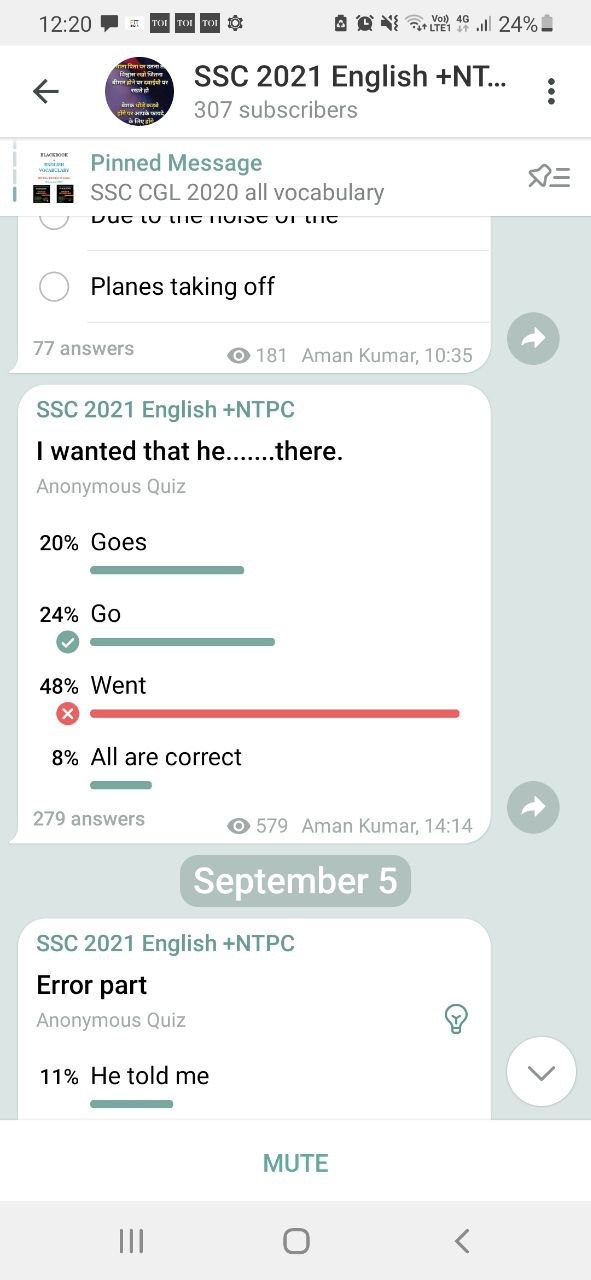 12:20
TOI TOI TOI
Vo)) 4G
LTE1
24%
SSC 2021 English +NT...
307 subscribers
BLACKBOOK
ENGLISH
VOCABULARY
Pinned Message
SSC CGL 2020 all vocabulary
Due to the noise of the
Planes taking off
77 answers
181 Aman Kumar, 10:35
SSC 2021 English +NTPC
I wanted that he.......there.
Anonymous Quiz
20% Goes
24% Go
48% Went
8% All are correct
279 answers
579 Aman Kumar, 14:14
September 5
SSC 2021 English +NTPC
Error part
Anonymous Quiz
11% He told me
MUTE